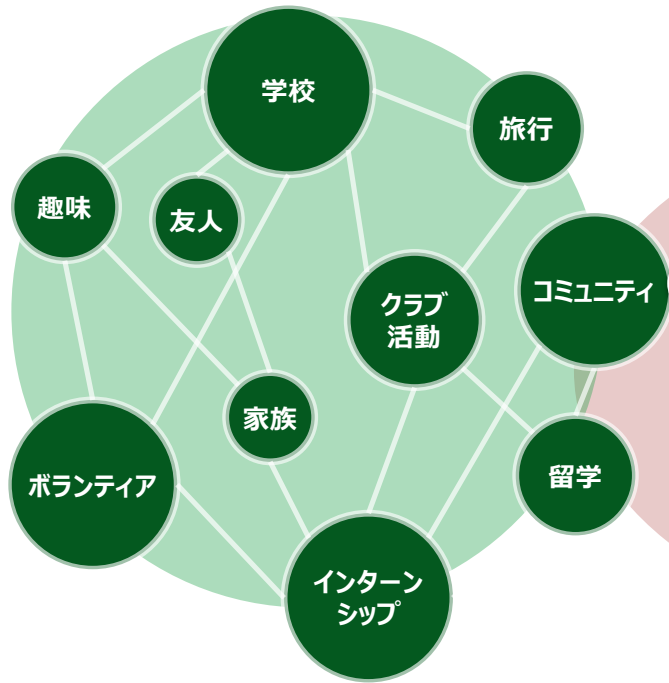 学校
旅行
趣味
友人
コミュニティ
クラブ
活動
家族
ボランティア
留学
インターン
シップ